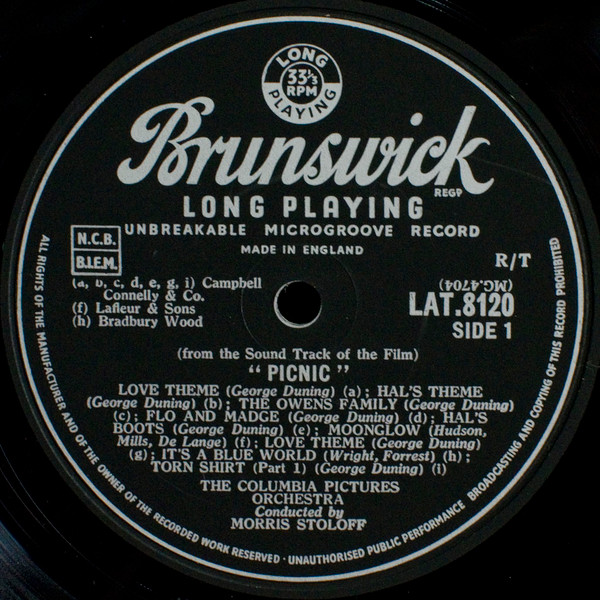 LONG
33⅓
RPM
PLAYING
Brunswick
REGD
LONG PLAYING
UNBREAKABLE MICROGROOVE RECORD
MADE IN ENGLAND
N.C.B.
B.I.E.M.
R/T
(a, b, c, d, e, g, i) Campbell
Connelly & Co.
(f) Lafleur & Sons
(h) Bradbury Wood
(MG.4704)
LAT.8120
SIDE 1
(from the Sound Track of the Film)
“ PICNIC ”
LOVE THEME (George Duning) (a) ; HAL'S THEME
(George Duning) (b) ; THE OWENS FAMILY (George Duning)
(c) ; FLO AND MADGE (George Duning) (d) ; HAL'S
BOOTS (George Duning) (e) ; MOONGLOW (Hudson,
Mills, De Lange) (f) ; LOVE THEME (George Duning)
(g) ; IT'S A BLUE WORLD (Wright, Forrest) (h) ;
TORN SHIRT (Part 1) (George Duning) (i)
THE COLUMBIA PICTURES
ORCHESTRA
Conducted by
MORRIS STOLOFF
ALL RIGHTS OF THE MANUFACTURER AND OF THE OWNER OF THE RECORDED WORK RESERVED · UNAUTHORISED PUBLIC PERFORMANCE BROADCASTING AND COPYING OF THIS RECORD PROHIBITED